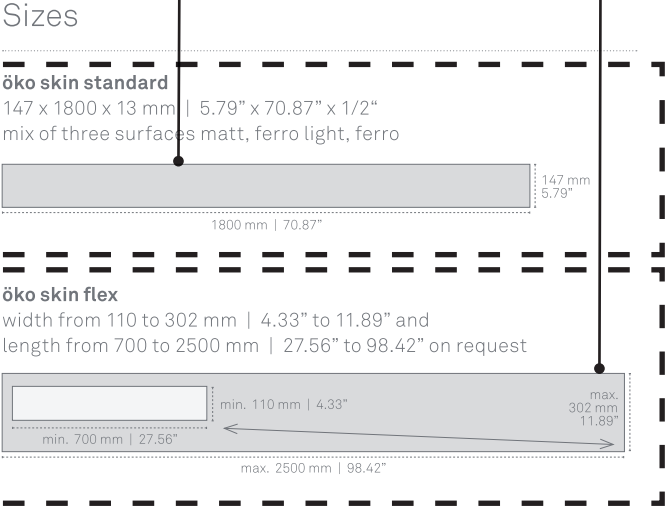 Sizes
öko skin standard
147 x 1800 x 13 mm | 5.79” x 70.87” x 1/2“
mix of three surfaces matt, ferro light, ferro
147 mm
5.79”
1800 mm | 70.87”
öko skin flex
width from 110 to 302 mm | 4.33” to 11.89” and
length from 700 to 2500 mm | 27.56” to 98.42” on request
min. 110 mm | 4.33”
max.
302 mm
11.89”
min. 700 mm | 27.56”
max. 2500 mm | 98.42”